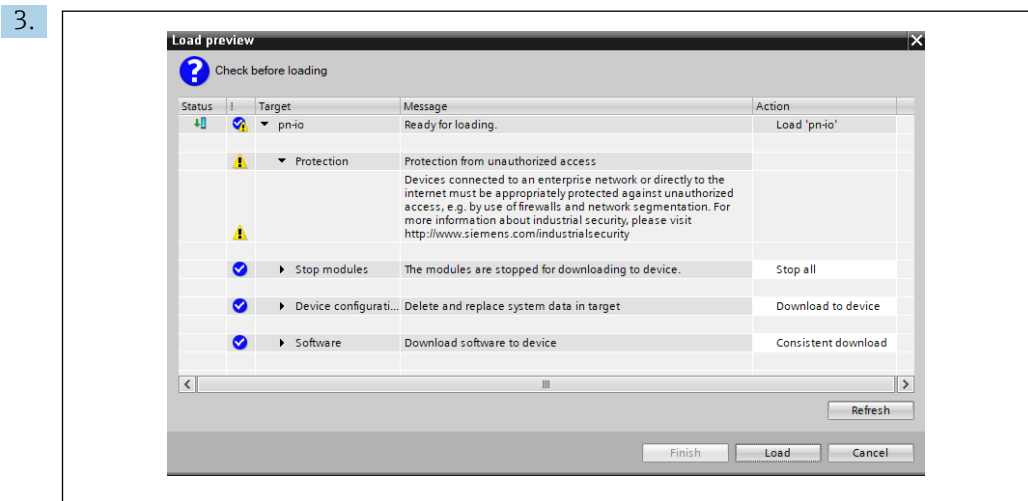 3.
Load preview
Check before loading
Status ! Target Message Action
pn-io Ready for loading. Load 'pn-io'
Protection Protection from unauthorized access
Devices connected to an enterprise network or directly to the
internet must be appropriately protected against unauthorized
access, e.g. by use of firewalls and network segmentation. For
more information about industrial security, please visit
http://www.siemens.com/industrialsecurity
Stop modules The modules are stopped for downloading to device. Stop all
Device configurati... Delete and replace system data in target Download to device
Software Download software to device Consistent download
Refresh
Finish Load Cancel